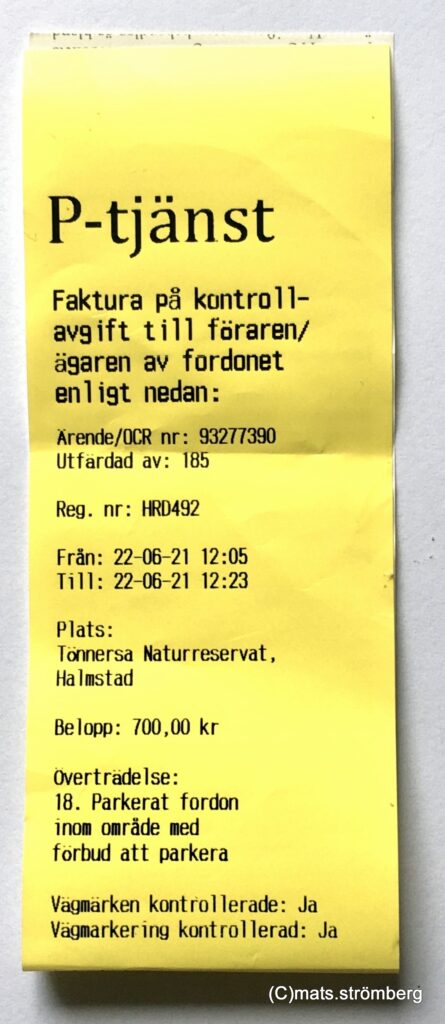 P-tjänst
Faktura på kontroll-
avgift till föraren/
ägaren av fordonet
enligt nedan:
Ärende/OCR nr: 93277390
Utfärdad av: 185
Reg. nr: HRD492
Från: 22-06-21 12:05
Till: 22-06-21 12:23
Plats:
Tönnersa Naturreservat,
Halmstad
Belopp: 700,00 kr
Överträdelse:
18. Parkerat fordon
inom område med
förbud att parkera
Vägmärken kontrollerade: Ja
Vägmarkering kontrollerad: Ja
(C)mats.strömberg